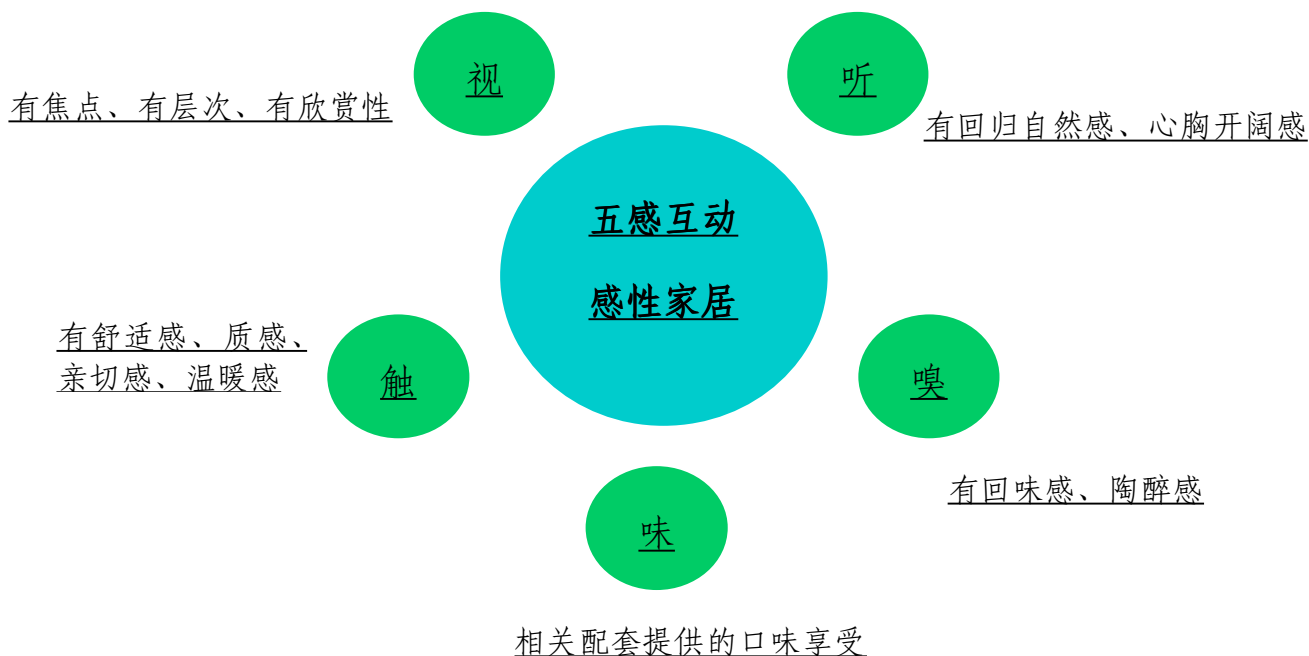 视
听
有焦点、有层次、有欣赏性
有回归自然感、心胸开阔感
五感互动
感性家居
有舒适感、质感、
亲切感、温暖感
触
嗅
有回味感、陶醉感
味
相关配套提供的口味享受